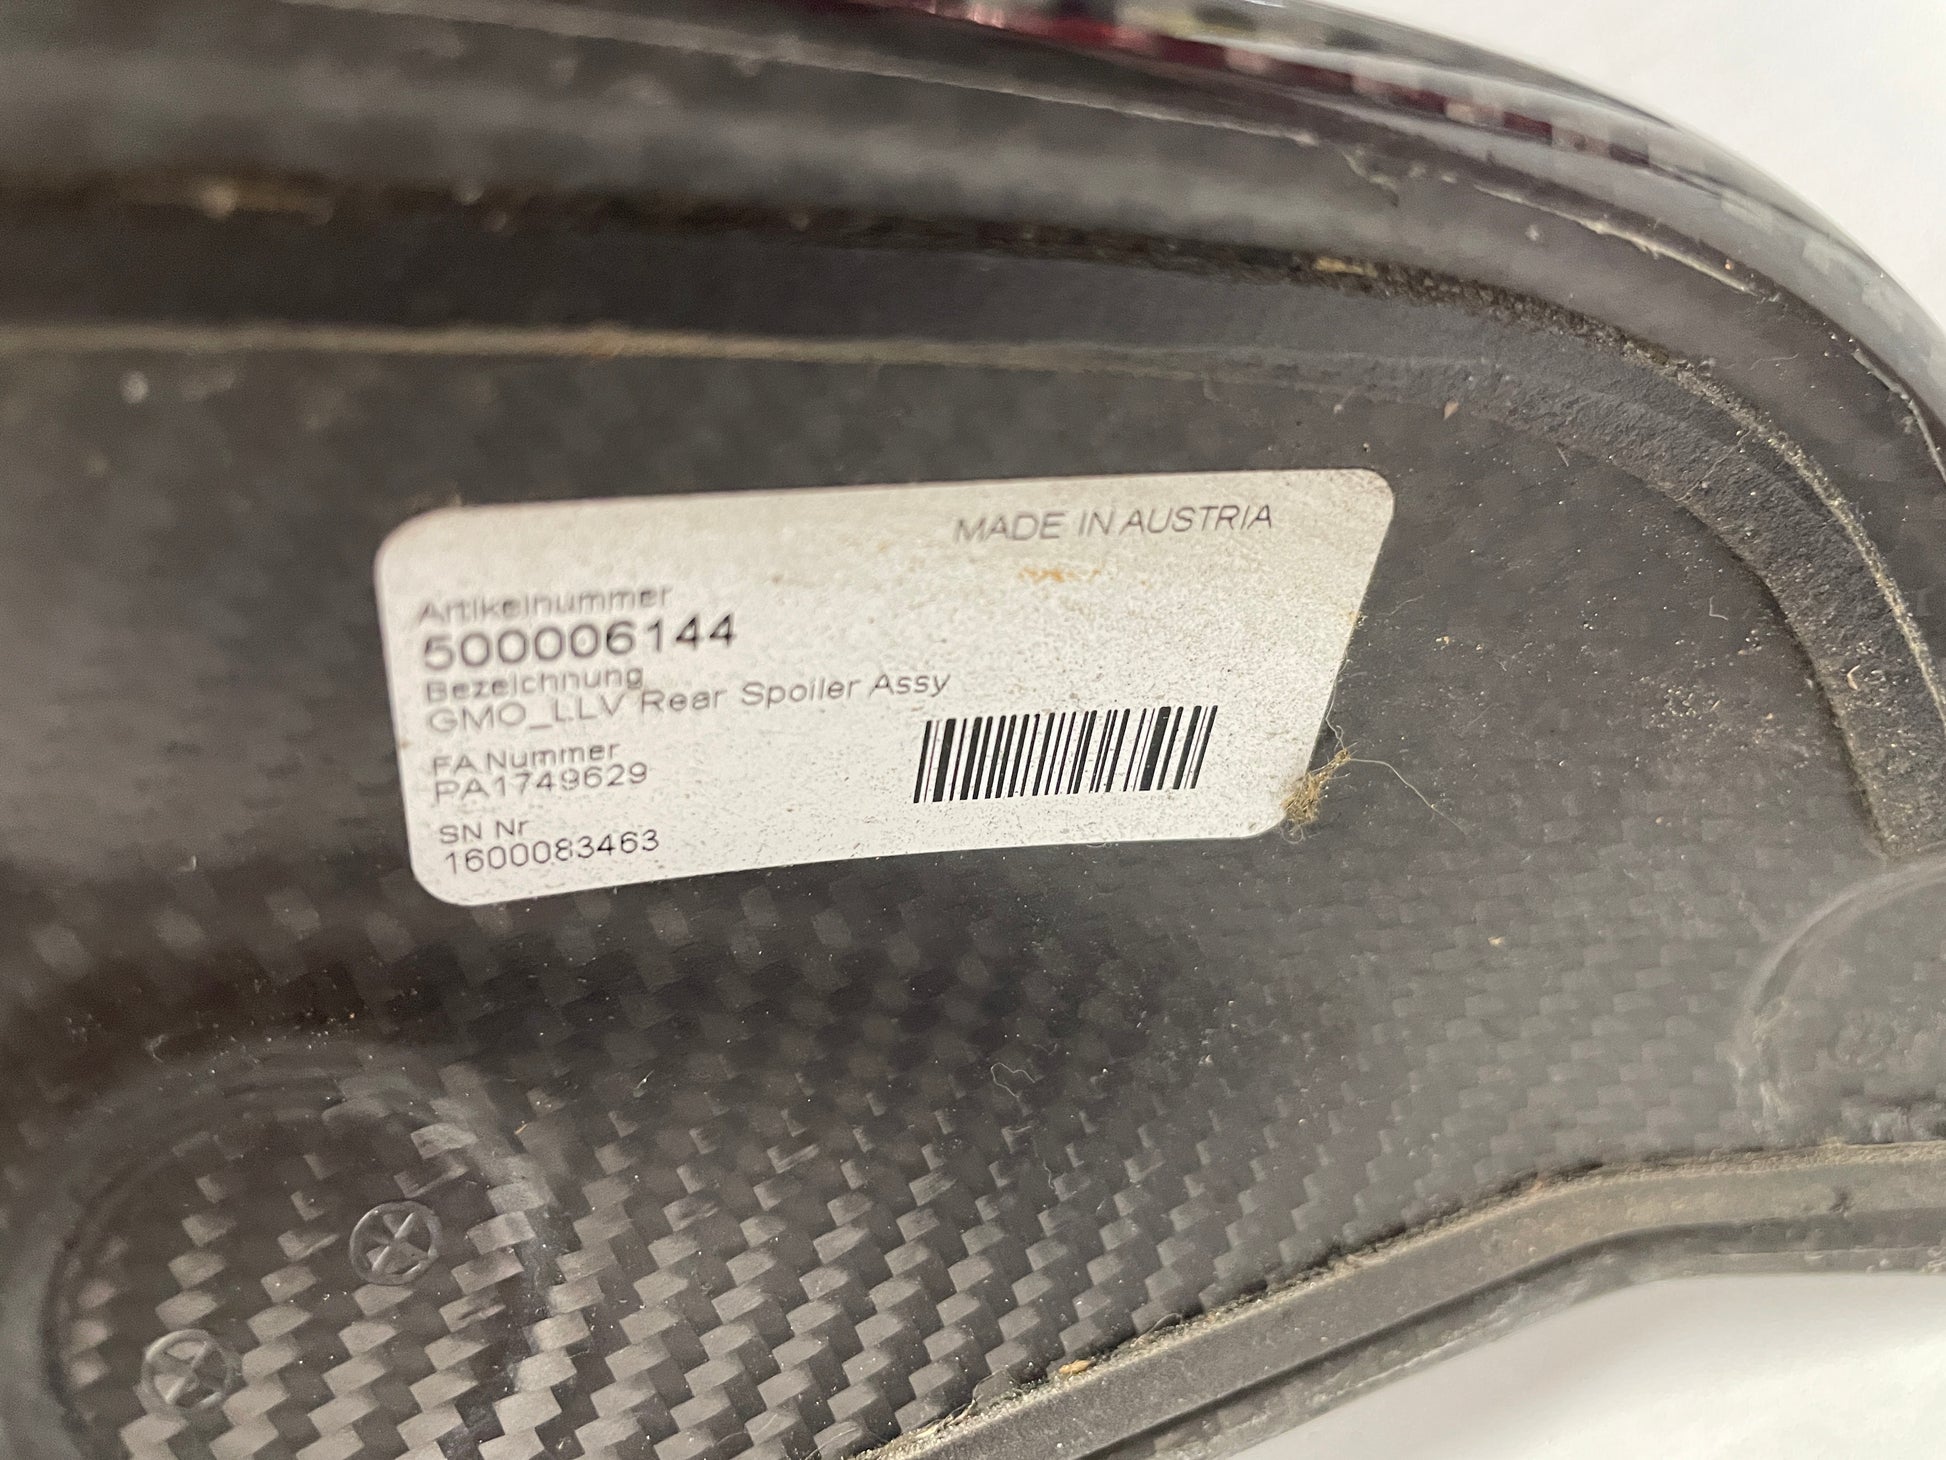 MADE IN AUSTRIA
Artikelnummer
500006144
Bezeichnung
GMO_LLV Rear Spoiler Assy
FA Nummer
PA1749629
SN Nr
1600083463